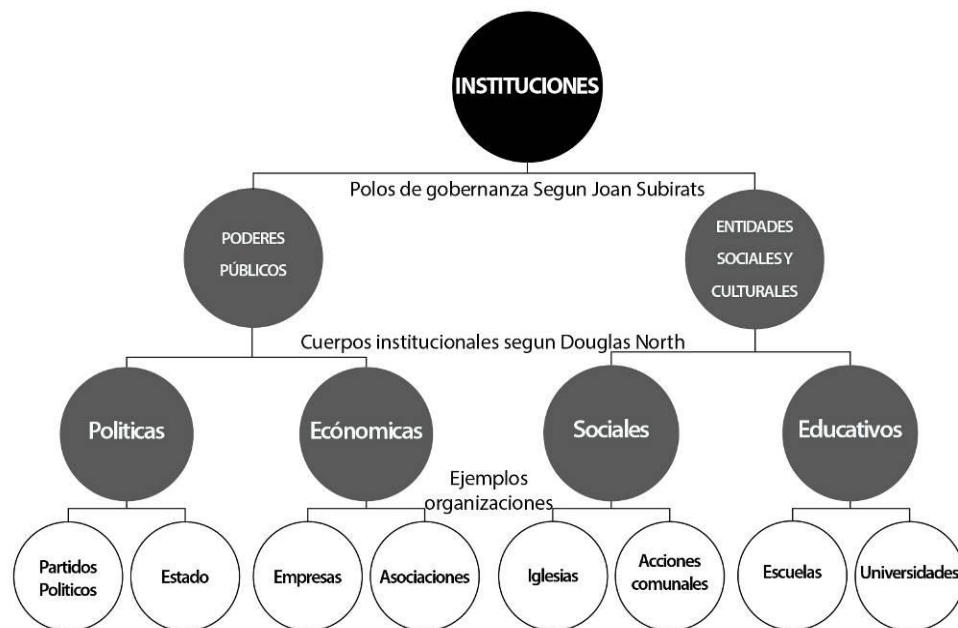 INSTITUCIONES
Polos de gobernanza Segun Joan Subirats
PODERES
PÚBLICOS
ENTIDADES
SOCIALES Y
CULTURALES
Cuerpos institucionales segun Douglas North
Politicas
Ecónomicas
Sociales
Educativos
Ejemplos
organizaciones
Partidos
Politicos
Estado
Empresas
Asociaciones
Iglesias
Acciones
comunales
Escuelas
Universidades